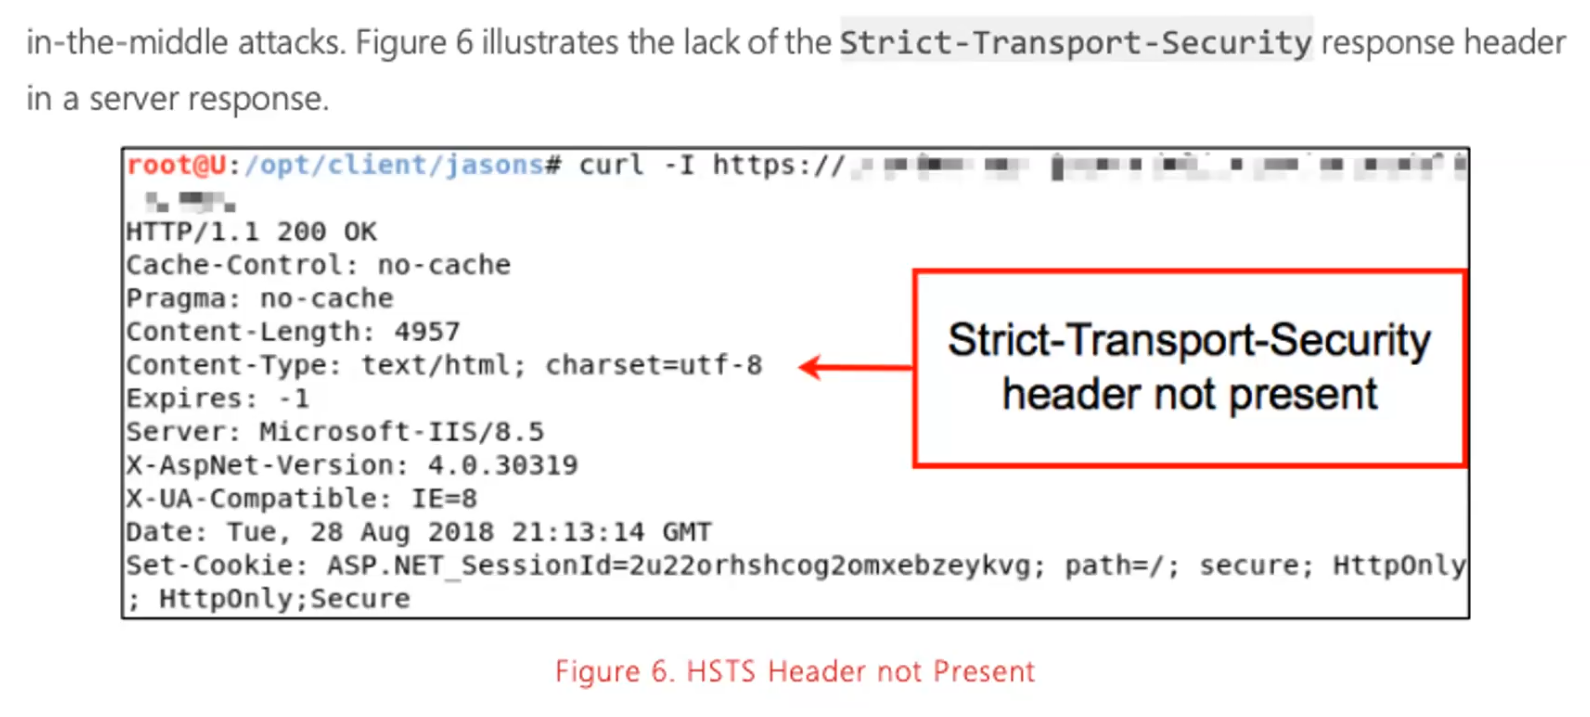 in-the-middle attacks. Figure 6 illustrates the lack of the Strict-Transport-Security response header
in a server response.
root@U:/opt/client/jasons# curl -I https://
HTTP/1.1 200 OK
Cache-Control: no-cache
Pragma: no-cache
Content-Length: 4957
Content-Type: text/html; charset=utf-8
Expires: -1
Server: Microsoft-IIS/8.5
X-AspNet-Version: 4.0.30319
X-UA-Compatible: IE=8
Date: Tue, 28 Aug 2018 21:13:14 GMT
Set-Cookie: ASP.NET_SessionId=2u22orhshcog2omxebzeykvg; path=/; secure; HttpOnly
; HttpOnly;Secure
Strict-Transport-Security
header not present
Figure 6. HSTS Header not Present